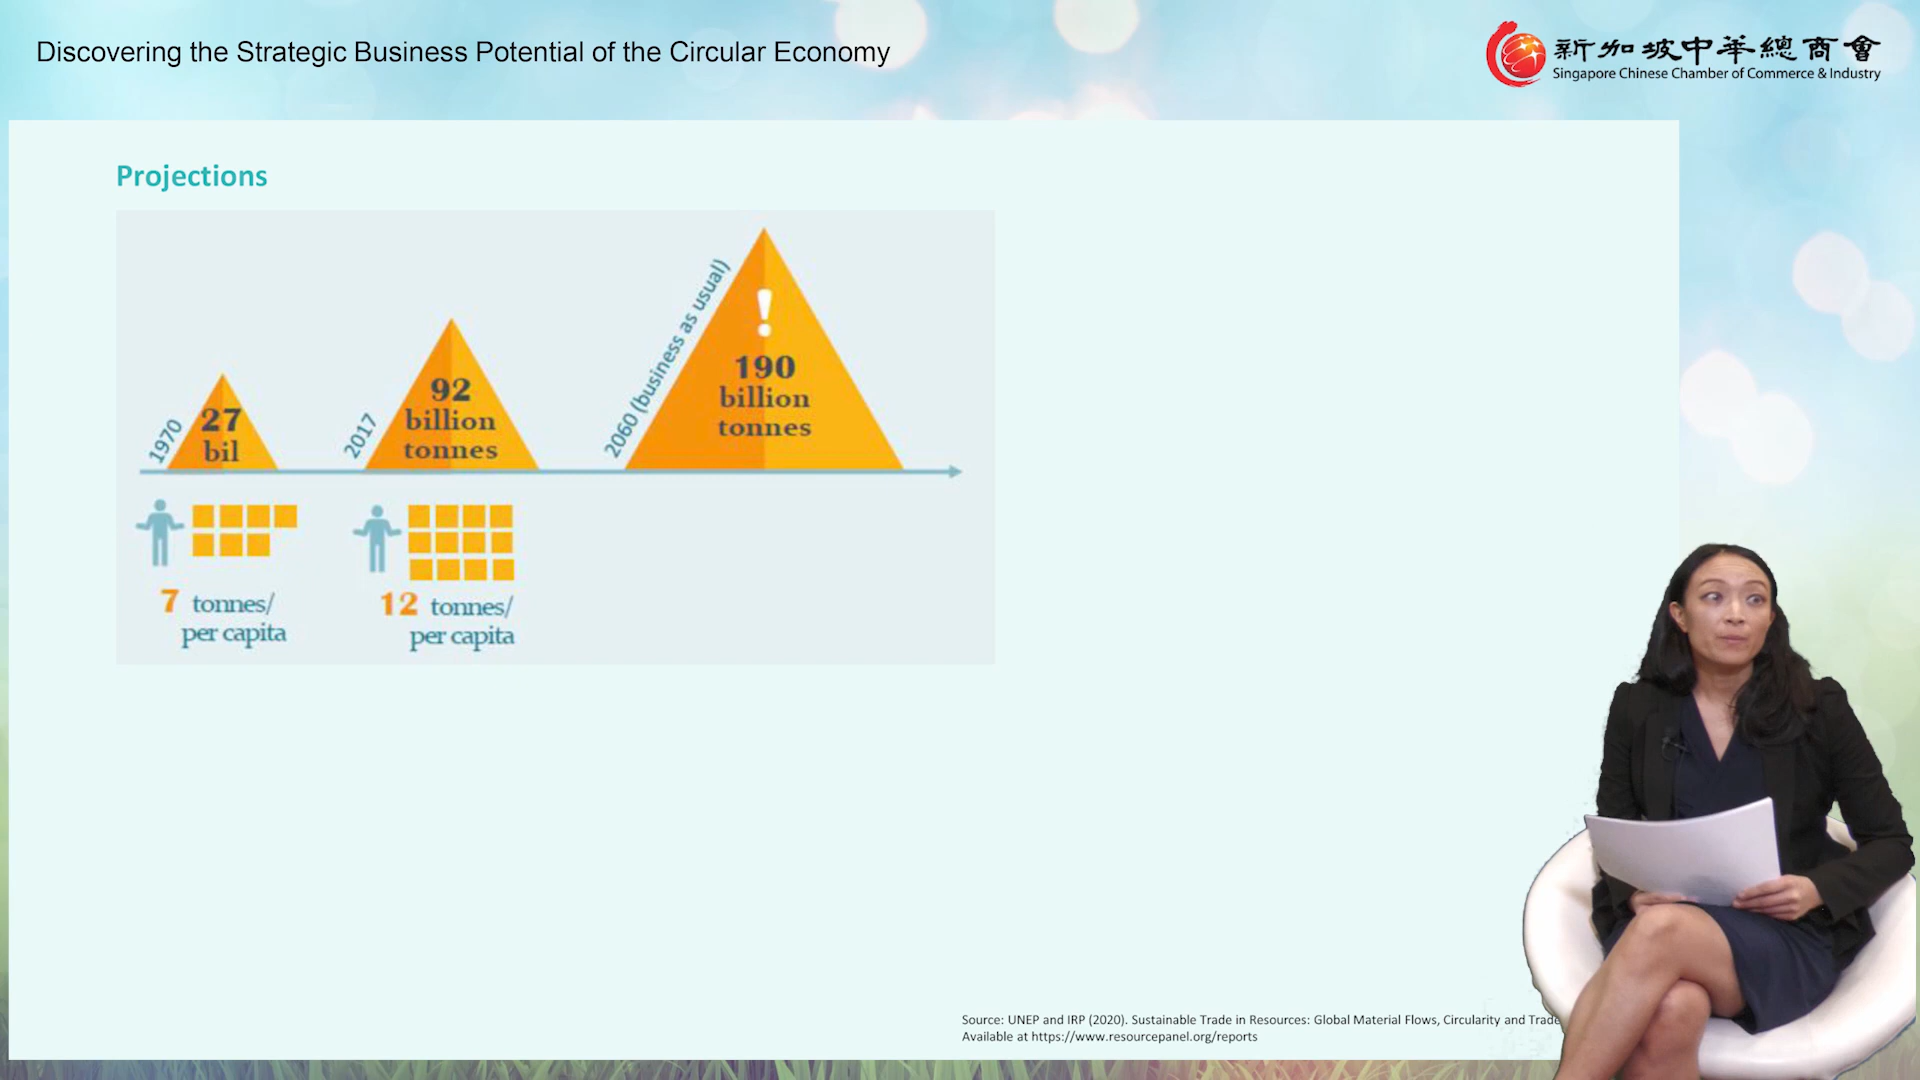 Discovering the Strategic Business Potential of the Circular Economy
新加坡中華總商會
Singapore Chinese Chamber of Commerce & Industry
Projections
1970
27
bil
2017
92
billion
tonnes
2060 (business as usual)
!
190
billion
tonnes
7 tonnes/
per capita
12 tonnes/
per capita
Source: UNEP and IRP (2020). Sustainable Trade in Resources: Global Material Flows, Circularity and Trade
Available at https://www.resourcepanel.org/reports